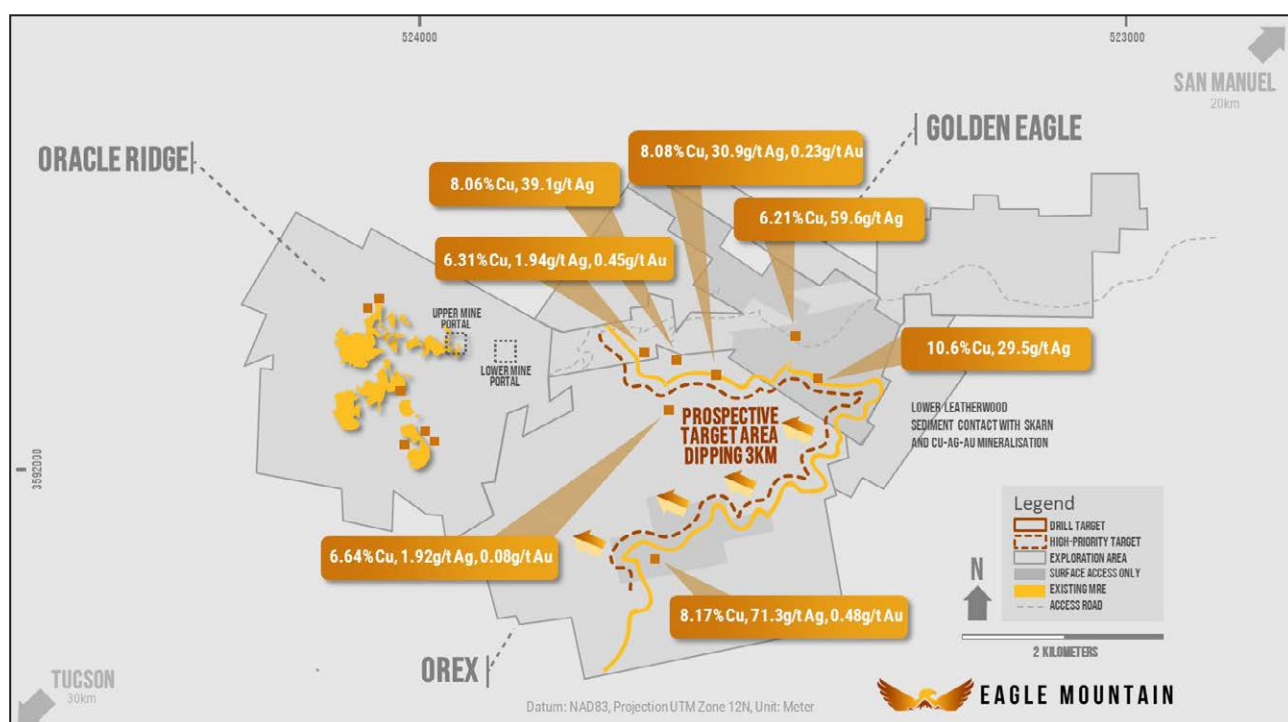 524000
523000
SAN MANUEL
20km
GOLDEN EAGLE
ORACLE RIDGE
8.08%Cu, 30.9g/t Ag, 0.23g/t Au
8.06%Cu, 39.1g/t Ag
6.21%Cu, 59.6g/t Ag
6.31%Cu, 1.94g/t Ag, 0.45g/t Au
UPPER MINE
PORTAL
LOWER MINE
PORTAL
10.6%Cu, 29.5g/t Ag
PROSPECTIVE
TARGET AREA
DIPPING 3KM
LOWER LEATHERWOOD
SEDIMENT CONTACT WITH SKARN
AND CU-AG-AU MINERALISATION
3592000
Legend
DRILL TARGET
HIGH-PRIORITY TARGET
EXPLORATION AREA
SURFACE ACCESS ONLY
EXISTING MRE
ACCESS ROAD
N
2 KILOMETERS
6.64%Cu, 1.92g/t Ag, 0.08g/t Au
8.17%Cu, 71.3g/t Ag, 0.48g/t Au
OREX
TUCSON
30km
Datum: NAD83, Projection UTM Zone 12N, Unit: Meter
EAGLE MOUNTAIN